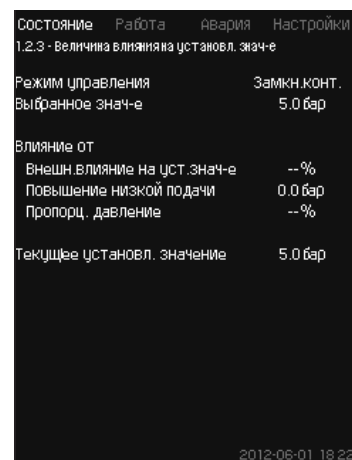 Состояние Работа Авария Настройки
1.2.3 - Величина влияния на установл. знач-е
Режим управления Замкн.конт.
Выбранное знач-е 5.0 бар
Влияние от
Внешн.влияние на уст.знач-е --%
Повышение низкой подачи 0.0 бар
Пропорц. давление --%
Текущее установл. значение 5.0 бар
2012-06-01 18:22